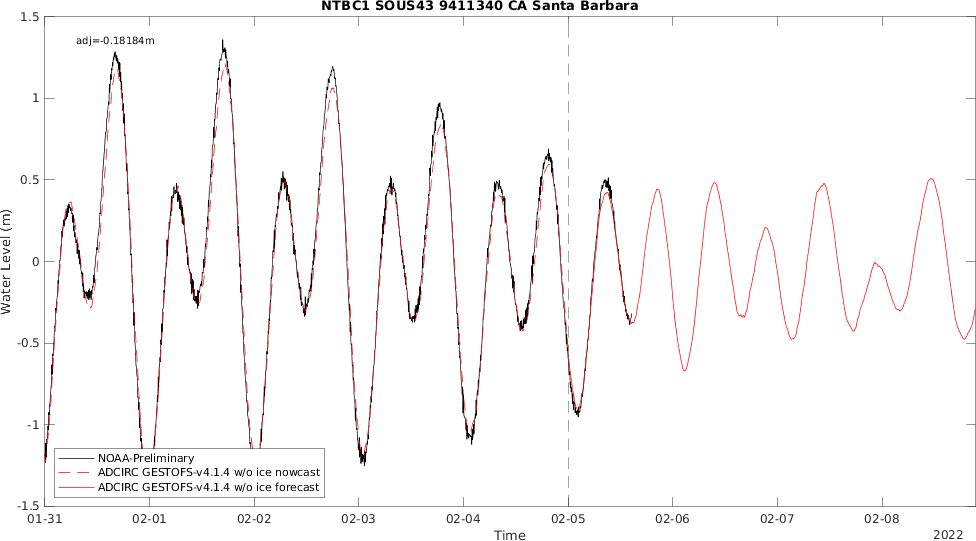 NTBC1 SOUS43 9411340 CA Santa Barbara
1.5
adj=-0.18184m
1
0.5
0
-0.5
-1
-1.5
Water Level (m)
NOAA-Preliminary
ADCIRC GESTOFS-v4.1.4 w/o ice nowcast
ADCIRC GESTOFS-v4.1.4 w/o ice forecast
01-31 02-01 02-02 02-03 02-04 02-05 02-06 02-07 02-08
Time
2022